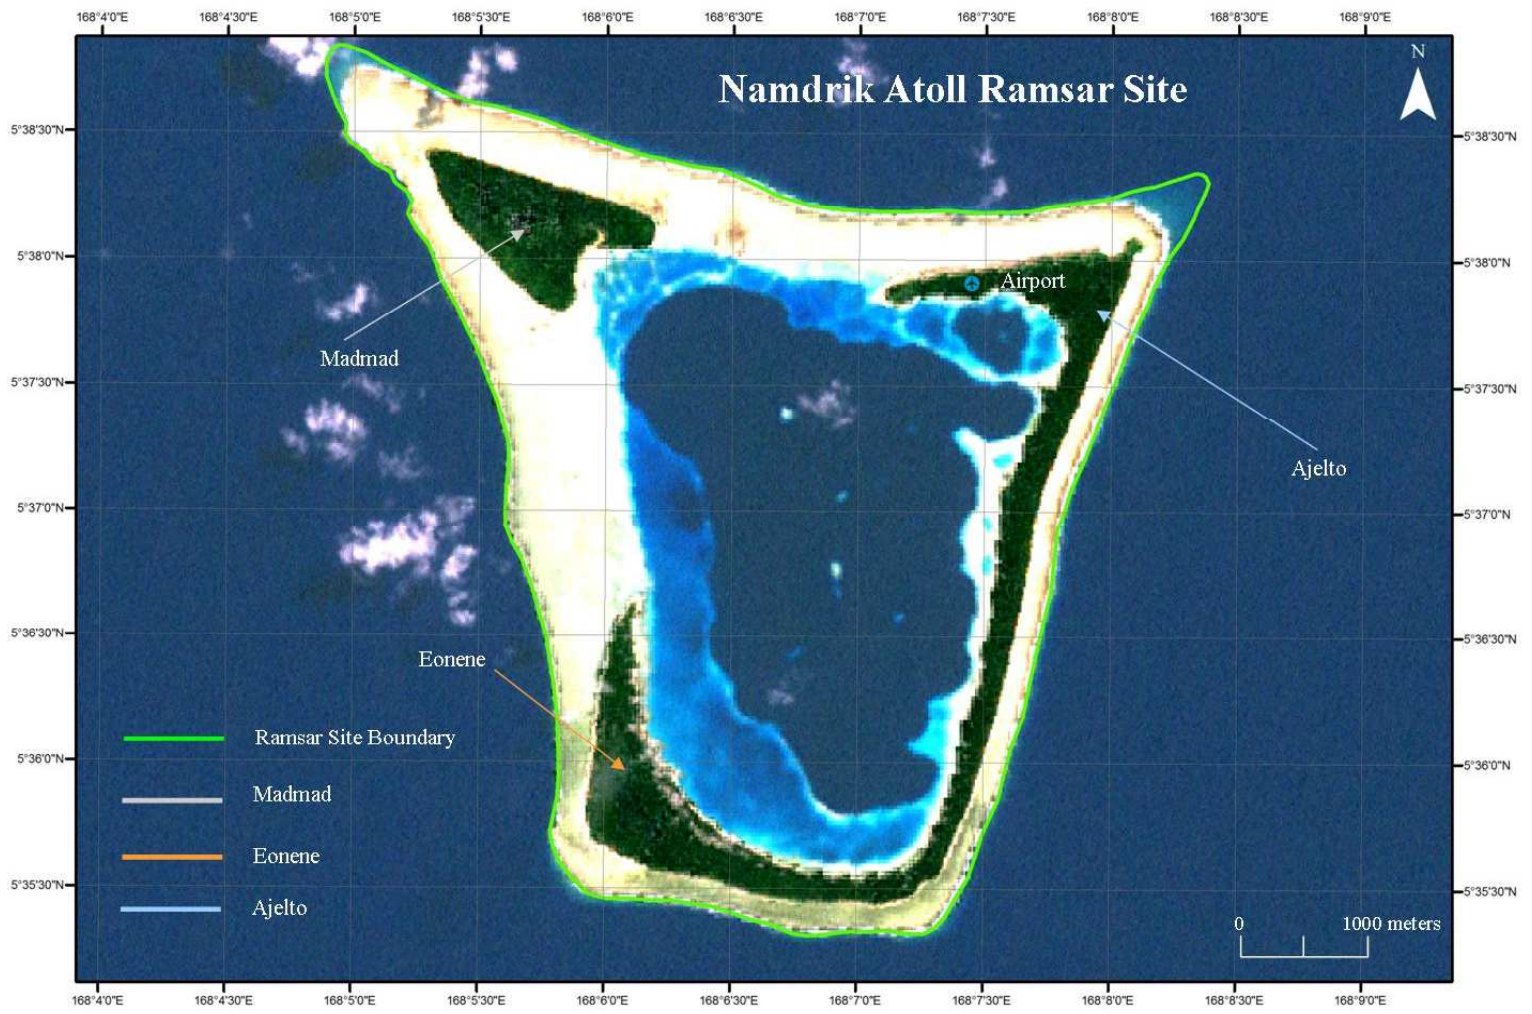 168°4'0"E 168°4'30"E 168°5'0"E 168°5'30"E 168°6'0"E 168°6'30"E 168°7'0"E 168°7'30"E 168°8'0"E 168°8'30"E 168°9'0"E
N
Namdrik Atoll Ramsar Site
5°38'30"N 5°38'30"N
5°38'0"N 5°38'0"N
Airport
Madmad
5°37'30"N 5°37'30"N
Ajelto
5°37'0"N 5°37'0"N
5°36'30"N 5°36'30"N
Eonene
Ramsar Site Boundary
5°36'0"N 5°36'0"N
Madmad
Eonene
5°35'30"N 5°35'30"N
Ajelto
0 1000 meters
168°4'0"E 168°4'30"E 168°5'0"E 168°5'30"E 168°6'0"E 168°6'30"E 168°7'0"E 168°7'30"E 168°8'0"E 168°8'30"E 168°9'0"E